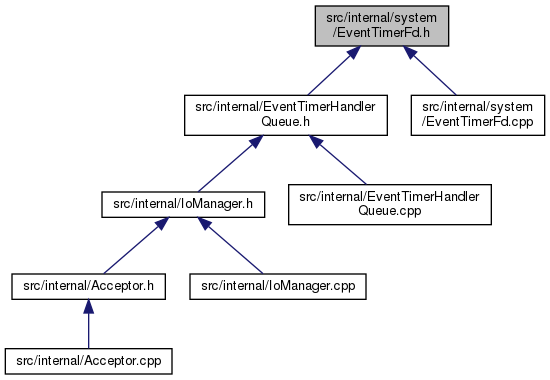 src/internal/system
/EventTimerFd.h
src/internal/EventTimerHandler
Queue.h
src/internal/system
/EventTimerFd.cpp
src/internal/IoManager.h
src/internal/EventTimerHandler
Queue.cpp
src/internal/Acceptor.h
src/internal/IoManager.cpp
src/internal/Acceptor.cpp